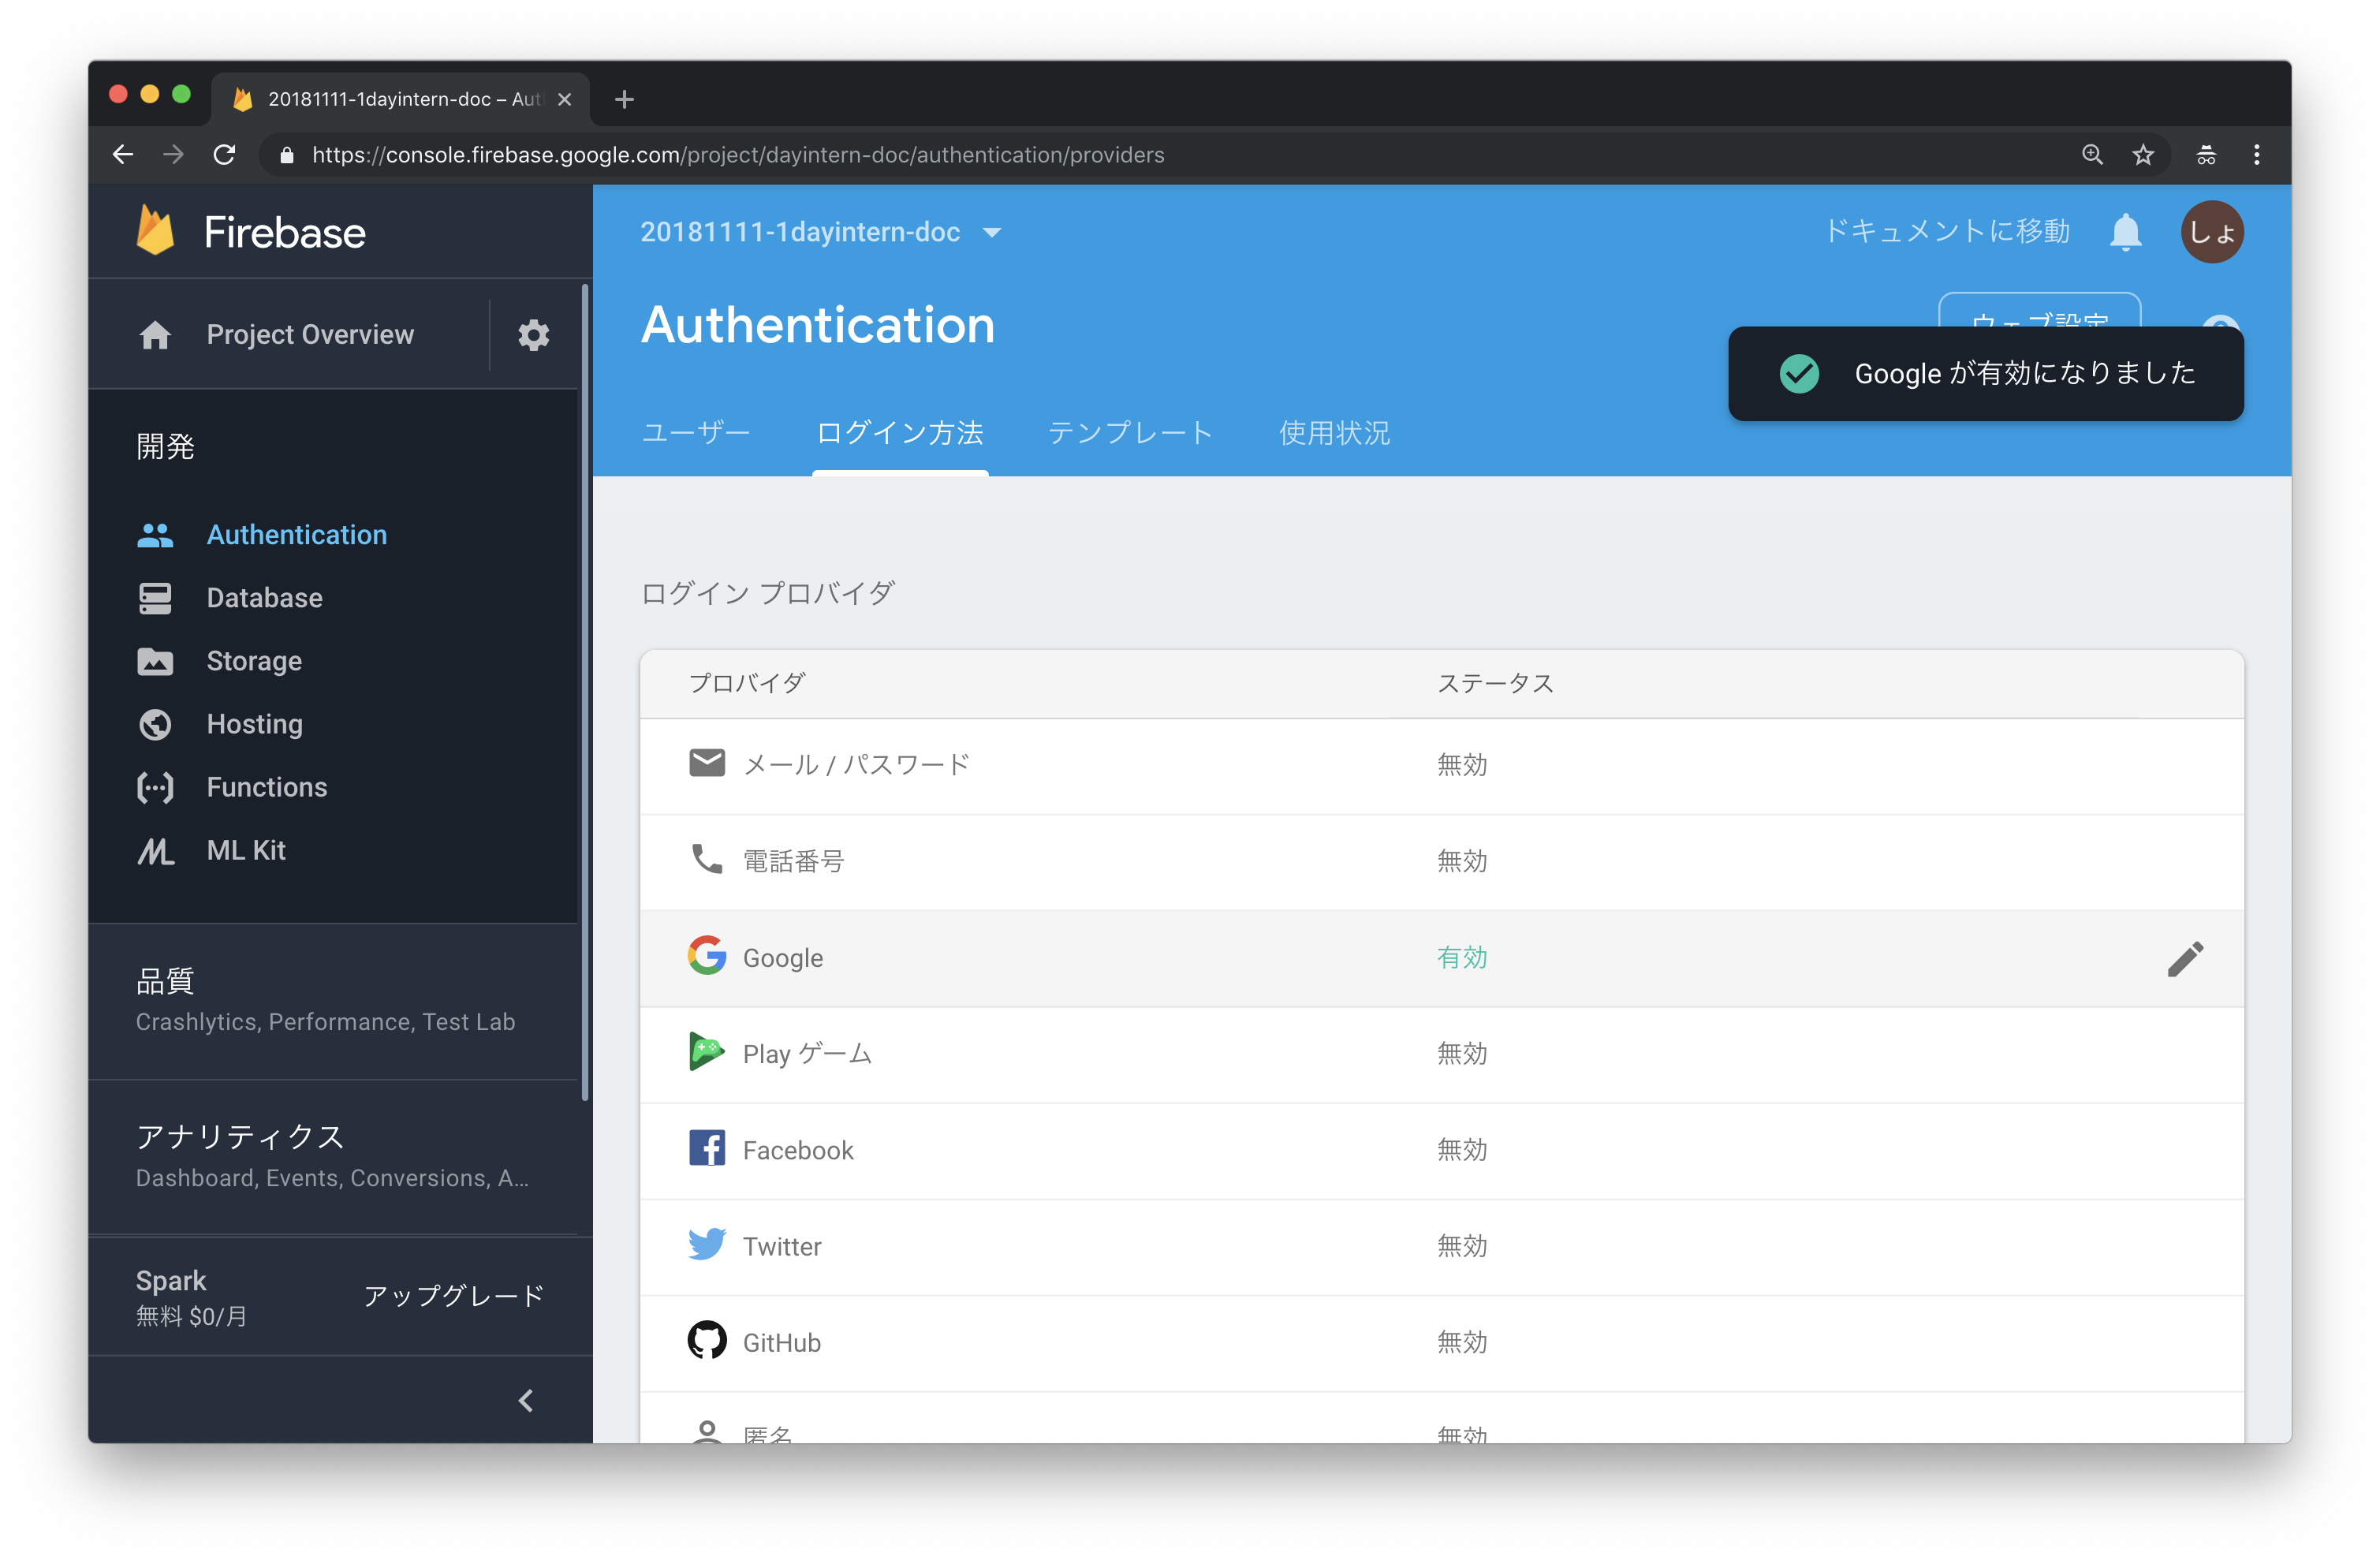 20181111-1dayintern-doc – Aut
https://console.firebase.google.com/project/dayintern-doc/authentication/providers
Firebase
Project Overview
開発
Authentication
Database
Storage
Hosting
Functions
ML Kit
品質
Crashlytics, Performance, Test Lab
アナリティクス
Dashboard, Events, Conversions, A...
Spark
無料 $0/月
アップグレード
20181111-1dayintern-doc
ドキュメントに移動
しょ
Authentication
ウェブ設定
Google が有効になりました
ユーザー
ログイン方法
テンプレート
使用状況
ログイン プロバイダ
プロバイダ ステータス
メール / パスワード 無効
電話番号 無効
Google 有効
Play ゲーム 無効
Facebook 無効
Twitter 無効
GitHub 無効
匿名 無効